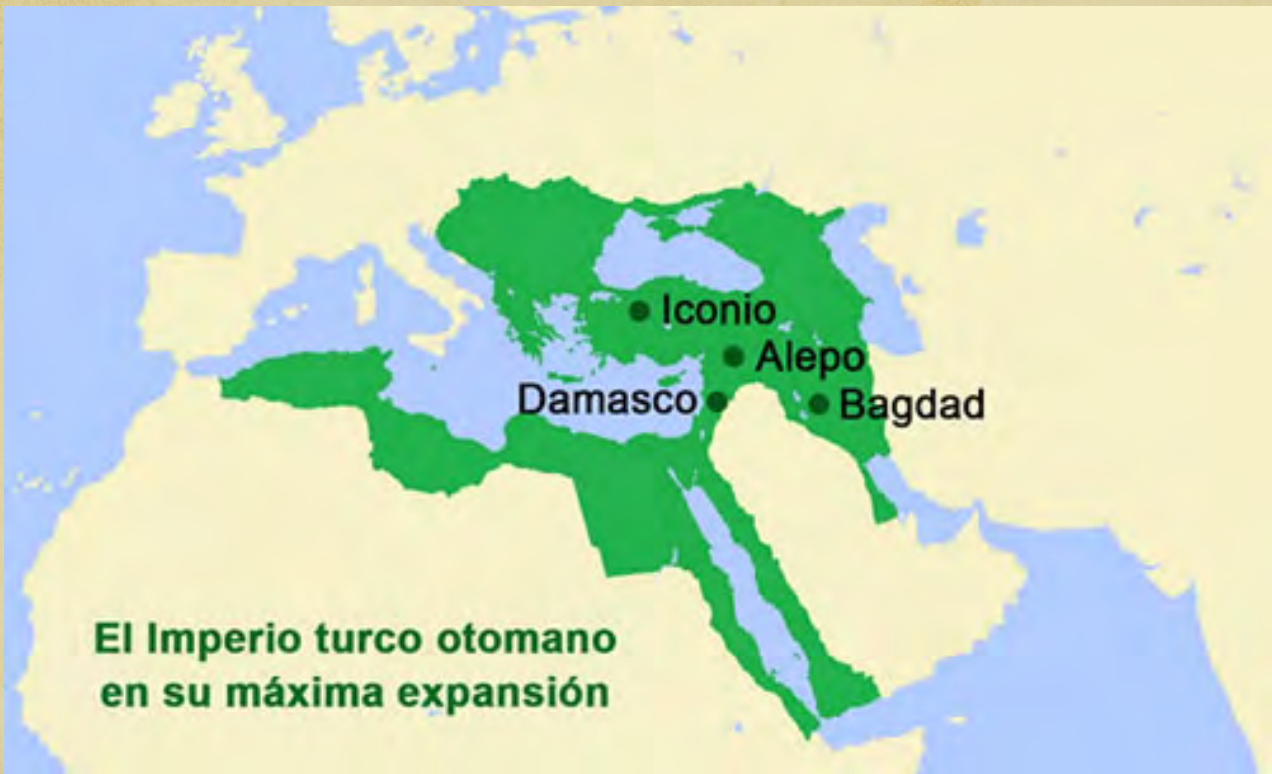 Iconio
Alepo
Damasco
Bagdad
El Imperio turco otomano
en su máxima expansión